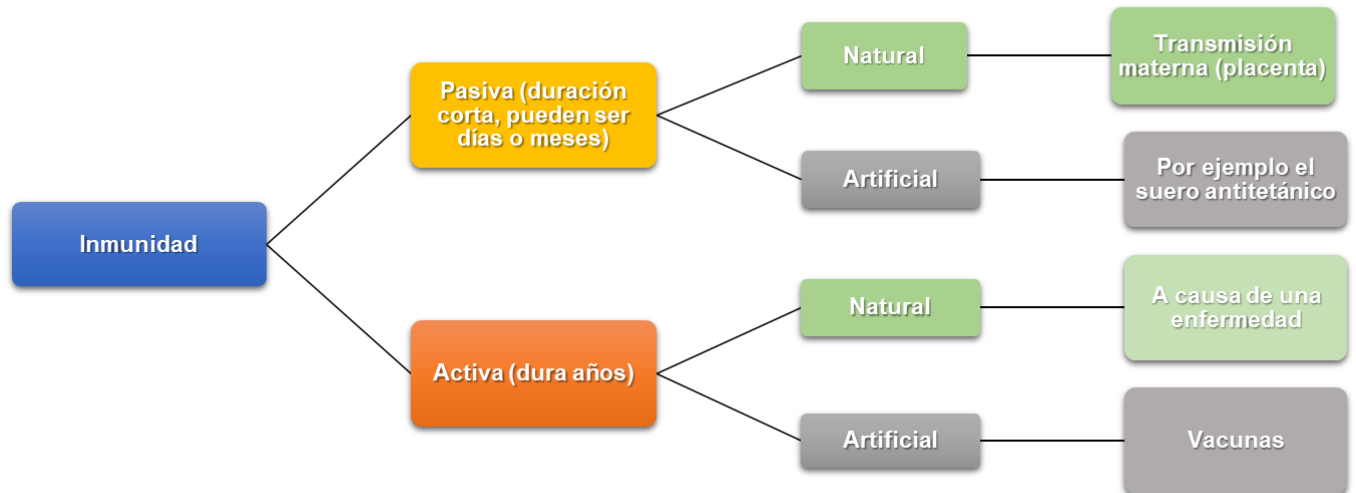 Inmunidad
Pasiva (duración
corta, pueden ser
días o meses)
Natural
Transmisión
materna (placenta)
Artificial
Por ejemplo el
suero antitetánico
Activa (dura años)
Natural
A causa de una
enfermedad
Artificial
Vacunas